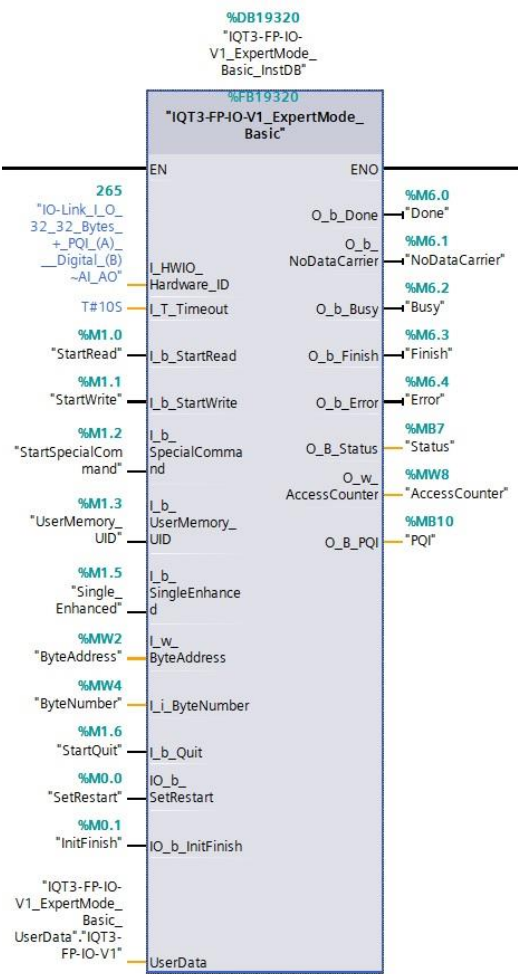 %DB19320
"IQT3-FP-IO-
V1_ExpertMode_
Basic_InstDB"
%FB19320
"IQT3-FP-IO-V1_ExpertMode_
Basic"
EN
ENO
265
"IO-Link_I_O_
32_32_Bytes_
+_PQI_(A)_
__Digital_(B)
~AI_AO"
I_HWIO_
Hardware_ID
T#10S
I_T_Timeout
%M1.0
"StartRead"
I_b_StartRead
%M1.1
"StartWrite"
I_b_StartWrite
%M1.2
"StartSpecialCom
mand"
I_b_
SpecialComma
nd
%M1.3
"UserMemory_
UID"
I_b_
UserMemory_
UID
%M1.5
"Single_
Enhanced"
I_b_
SingleEnhance
d
%MW2
"ByteAddress"
I_w_
ByteAddress
%MW4
"ByteNumber"
I_i_ByteNumber
%M1.6
"StartQuit"
I_b_Quit
%M0.0
"SetRestart"
IO_b_
SetRestart
%M0.1
"InitFinish"
IO_b_InitFinish
"IQT3-FP-IO-
V1_ExpertMode_
Basic_
UserData"."IQT3-
FP-IO-V1"
UserData
O_b_Done
%M6.0
"Done"
O_b_
NoDataCarrier
%M6.1
"NoDataCarrier"
O_b_Busy
%M6.2
"Busy"
O_b_Finish
%M6.3
"Finish"
O_b_Error
%M6.4
"Error"
O_B_Status
%MB7
"Status"
O_w_
AccessCounter
%MW8
"AccessCounter"
O_B_PQI
%MB10
"PQI"